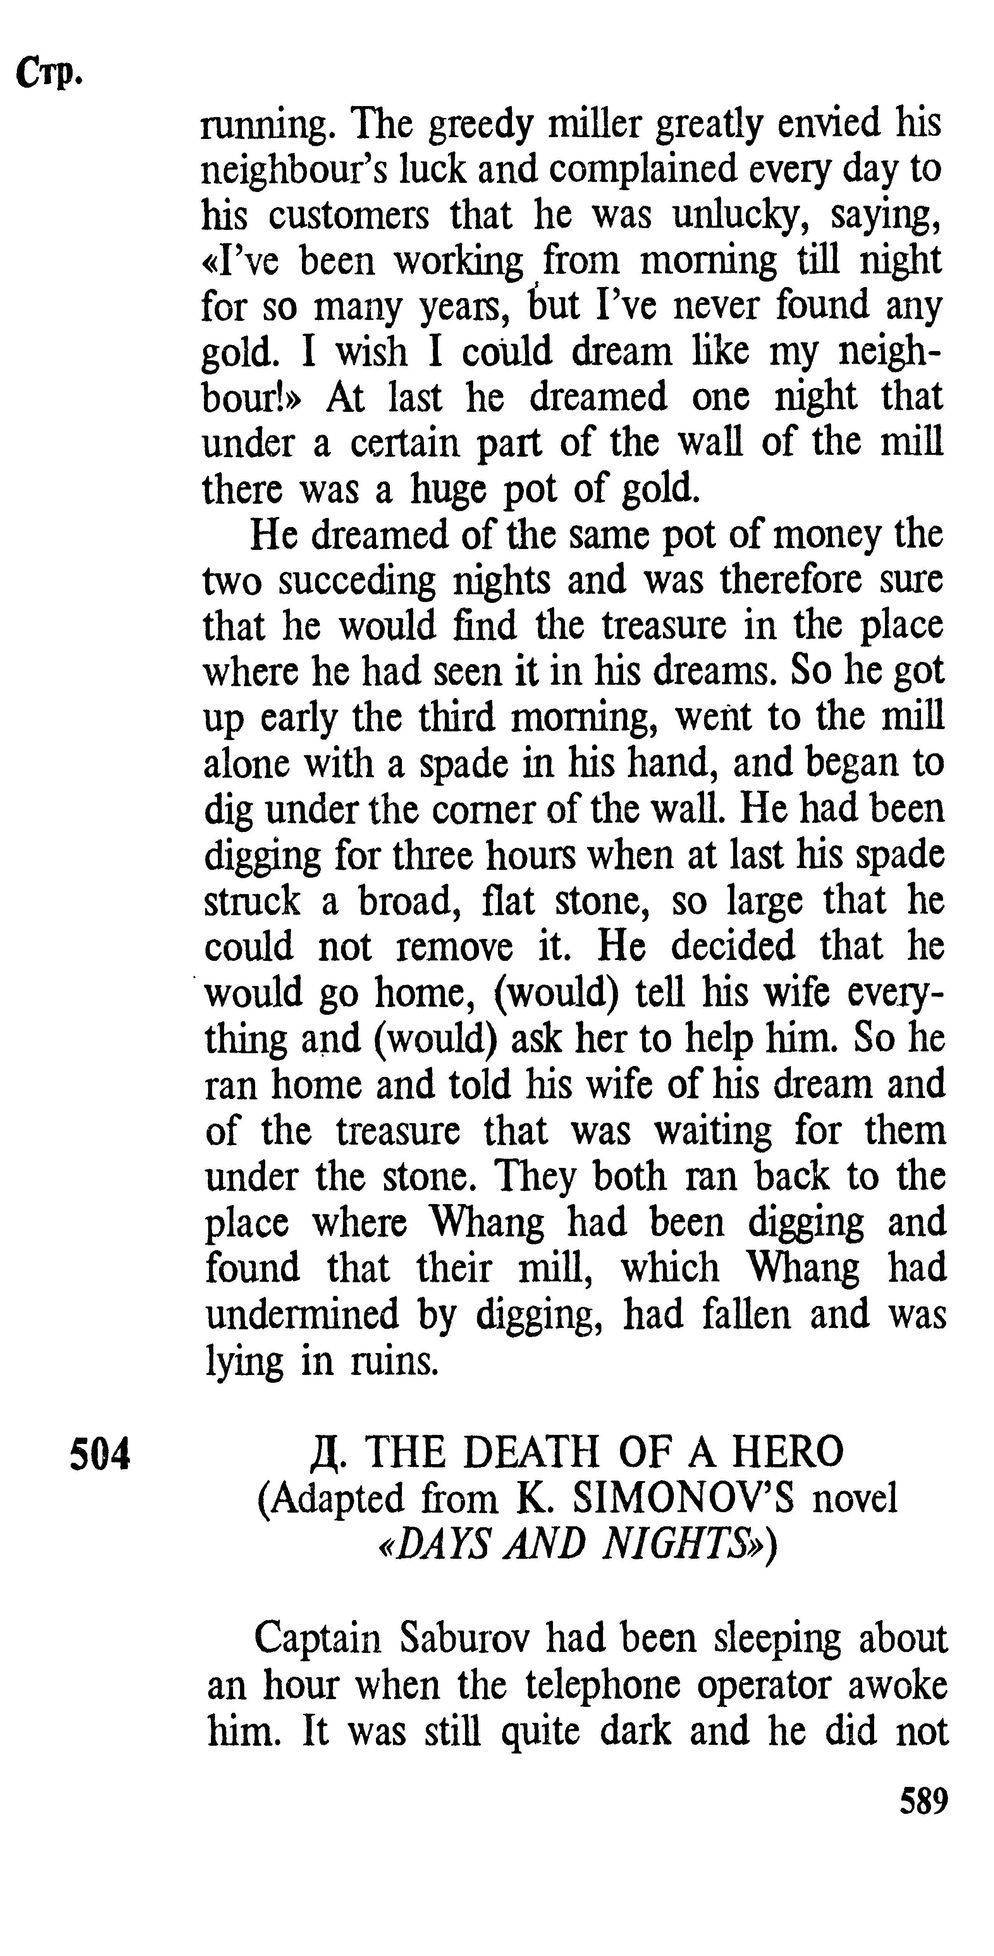 Стр.
running. The greedy miller greatly envied his
neighbour's luck and complained every day to
his customers that he was unlucky, saying,
«I've been working from morning till night
for so many years, but I've never found any
gold. I wish I could dream like my neigh-
bour!» At last he dreamed one night that
under a certain part of the wall of the mill
there was a huge pot of gold.
He dreamed of the same pot of money the
two succeding nights and was therefore sure
that he would find the treasure in the place
where he had seen it in his dreams. So he got
up early the third morning, went to the mill
alone with a spade in his hand, and began to
dig under the corner of the wall. He had been
digging for three hours when at last his spade
struck a broad, flat stone, so large that he
could not remove it. He decided that he
would go home, (would) tell his wife every-
thing and (would) ask her to help him. So he
ran home and told his wife of his dream and
of the treasure that was waiting for them
under the stone. They both ran back to the
place where Whang had been digging and
found that their mill, which Whang had
undermined by digging, had fallen and was
lying in ruins.
504 Д. THE DEATH OF A HERO
(Adapted from K. SIMONOV'S novel
«DAYS AND NIGHTS»)
Captain Saburov had been sleeping about
an hour when the telephone operator awoke
him. It was still quite dark and he did not
589